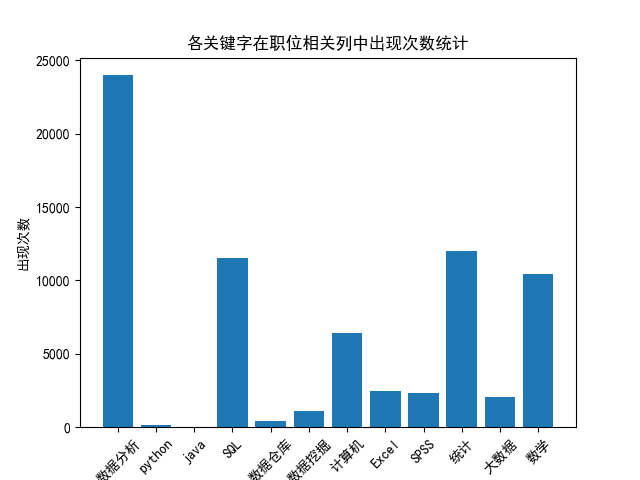 各关键字在职位相关列中出现次数统计
出现次数
25000
20000
15000
10000
5000
0
数据分析
python
java
SQL
数据仓库
数据挖掘
计算机
Excel
SPSS
统计
大数据
数学